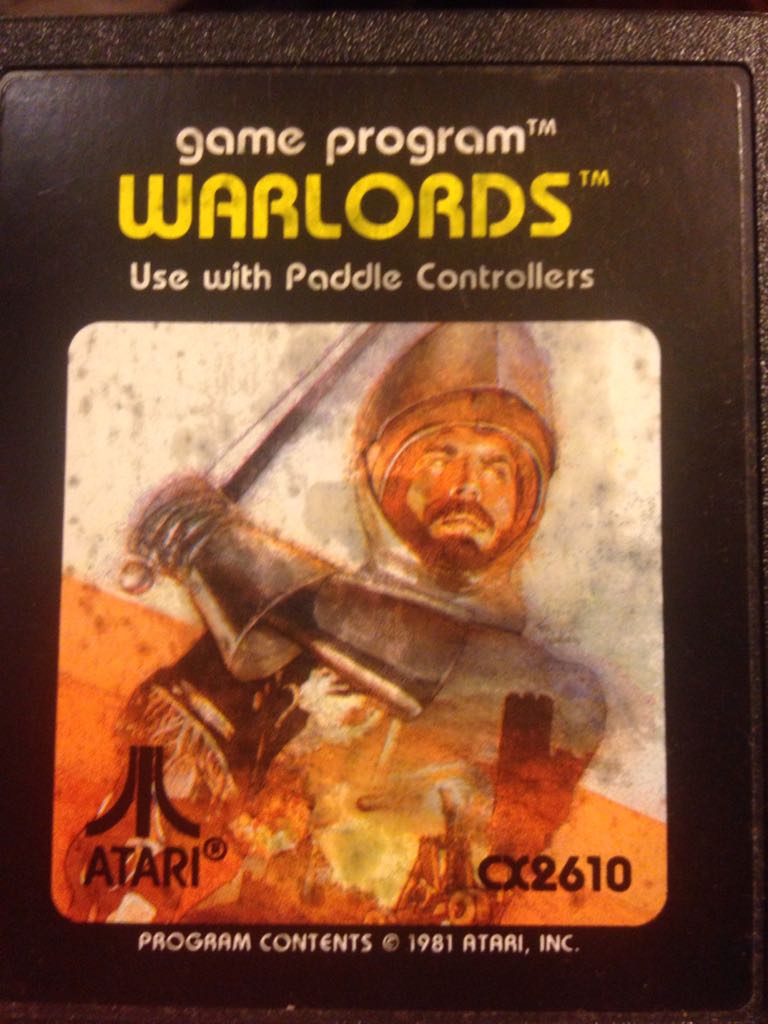 game program™
WARLORDS™
Use with Paddle Controllers
ATARI®
CX2610
PROGRAM CONTENTS © 1981 ATARI, INC.